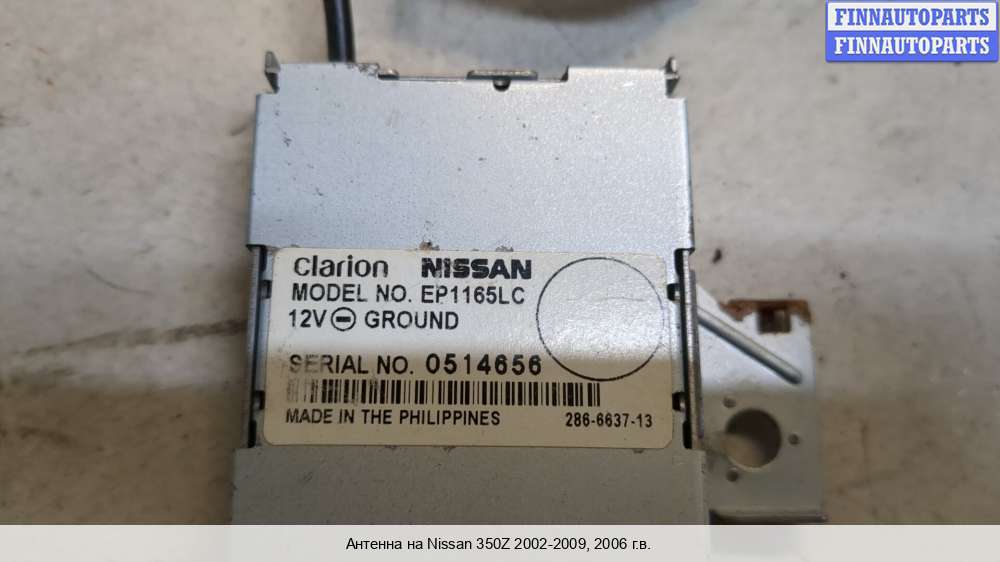 FINNAUTOPARTS
FINNAUTOPARTS
Clarion NISSAN
MODEL NO. EP1165LC
12V ⊖ GROUND
SERIAL NO. 0514656
MADE IN THE PHILIPPINES 286-6637-13
Антенна на Nissan 350Z 2002-2009, 2006 г.в.